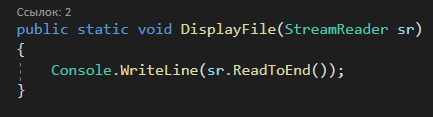 Ссылок: 2
public static void DisplayFile(StreamReader sr)
{
Console.WriteLine(sr.ReadToEnd());
}